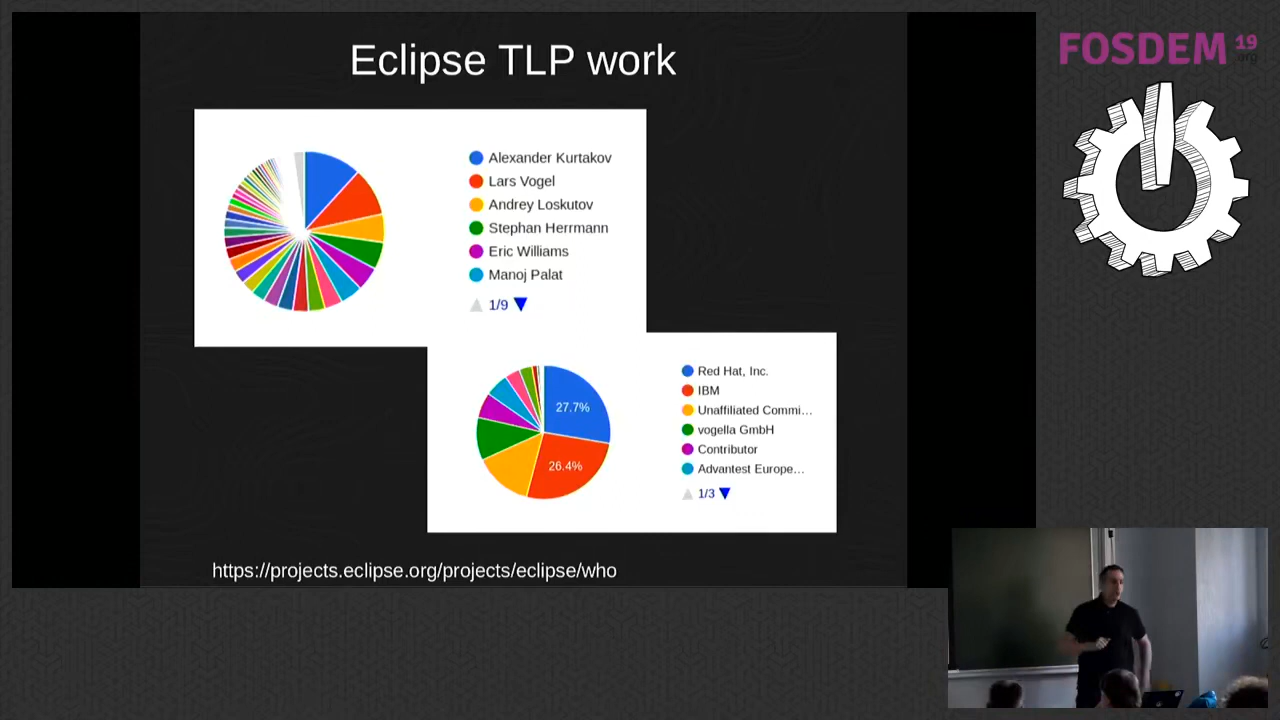 Eclipse TLP work
Alexander Kurtakov
Lars Vogel
Andrey Loskutov
Stephan Herrmann
Eric Williams
Manoj Palat
1/9
27.7%
26.4%
Red Hat, Inc.
IBM
Unaffiliated Commi...
vogella GmbH
Contributor
Advantest Europe...
1/3
https://projects.eclipse.org/projects/eclipse/who
FOSDEM 19
.org